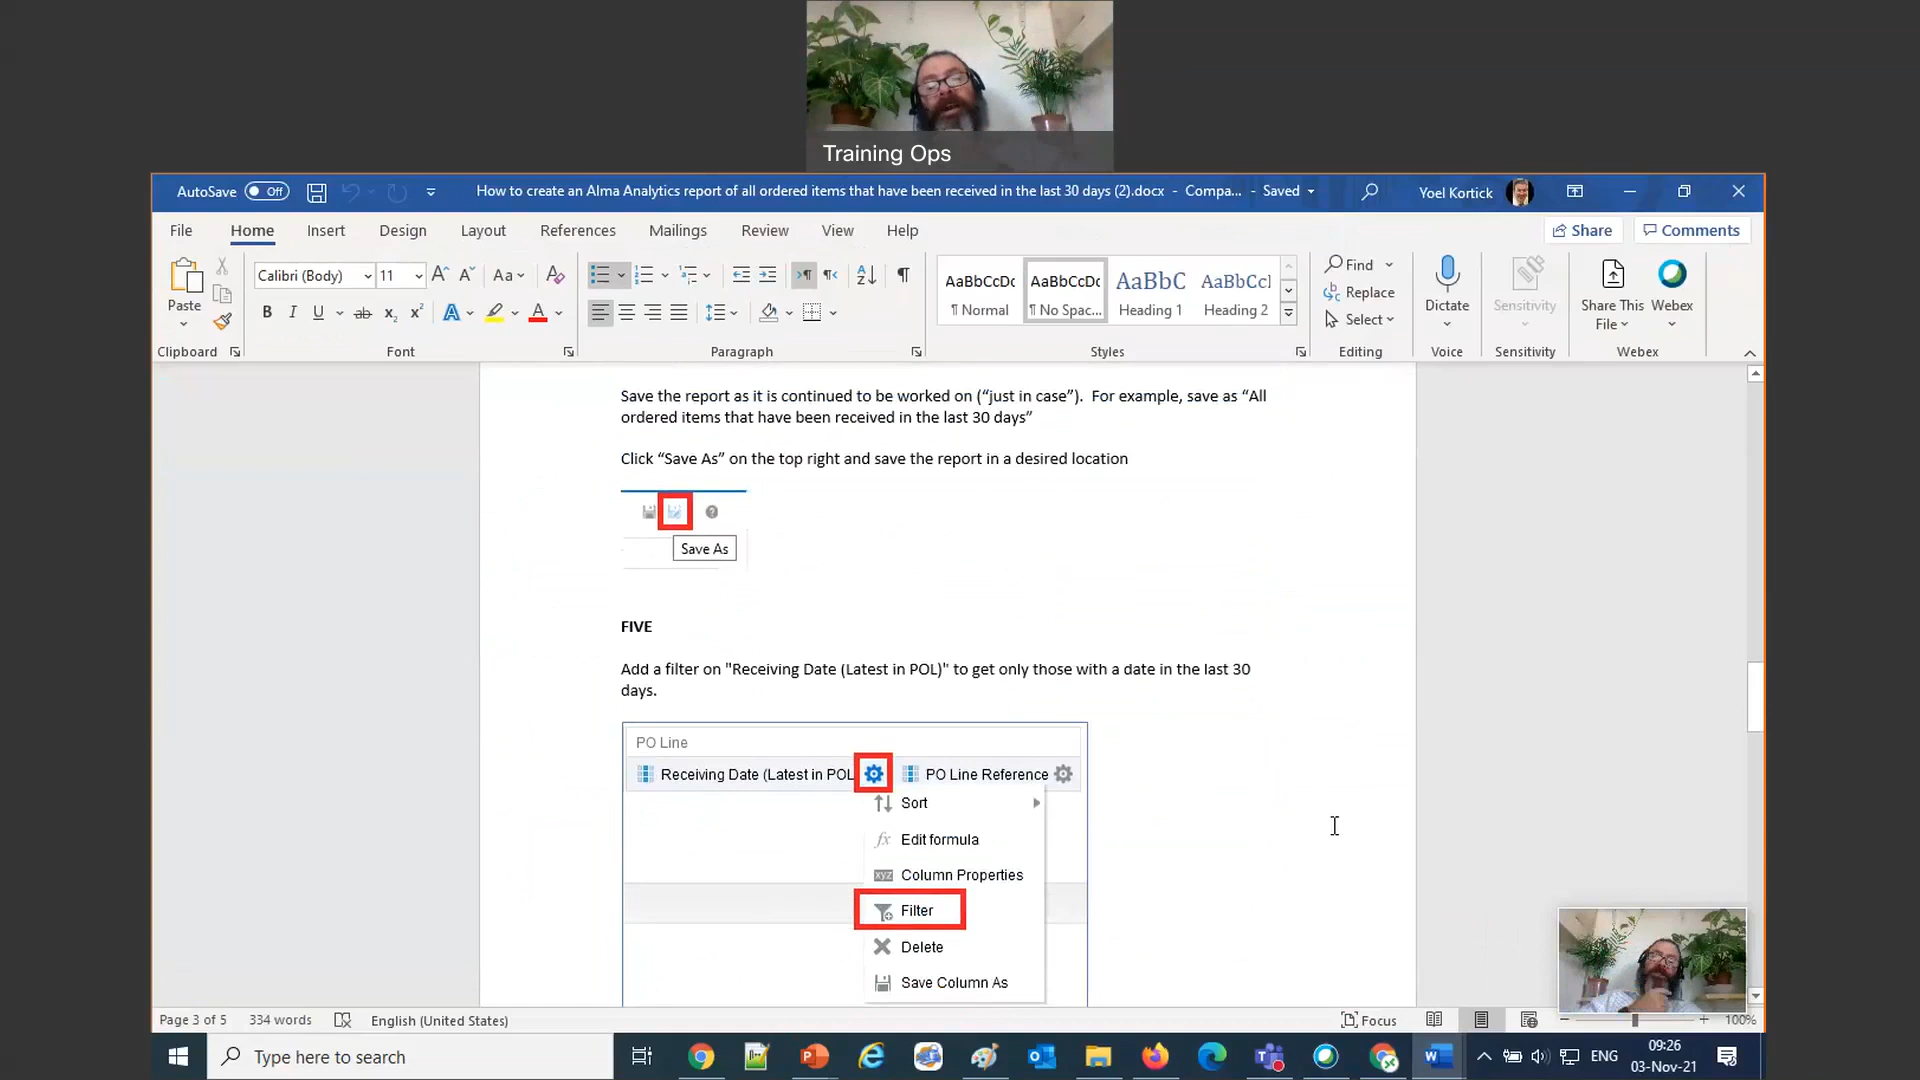 Training Ops
AutoSave Off How to create an Alma Analytics report of all ordered items that have been received in the last 30 days (2).docx - Compa... - Saved Yoel Kortick
File Home Insert Design Layout References Mailings Review View Help Share Comments
Paste
Calibri (Body) 11 A A Aa A
B I U ab x₂ x² A A
AaBbCcDc AaBbCcDc AaBbC AaBbCcI
¶ Normal ¶ No Spac... Heading 1 Heading 2
Find
Replace
Select
Dictate Sensitivity Share This File Webex
Clipboard Font Paragraph Styles Editing Voice Sensitivity Webex
Save the report as it is continued to be worked on (“just in case”). For example, save as “All
ordered items that have been received in the last 30 days”
Click “Save As” on the top right and save the report in a desired location
Save As
FIVE
Add a filter on "Receiving Date (Latest in POL)" to get only those with a date in the last 30
days.
PO Line
Receiving Date (Latest in POL PO Line Reference
Sort
fx Edit formula
xyz Column Properties
Filter
Delete
Save Column As
Page 3 of 5 334 words English (United States) Focus 100%
Type here to search ENG 09:26
03-Nov-21